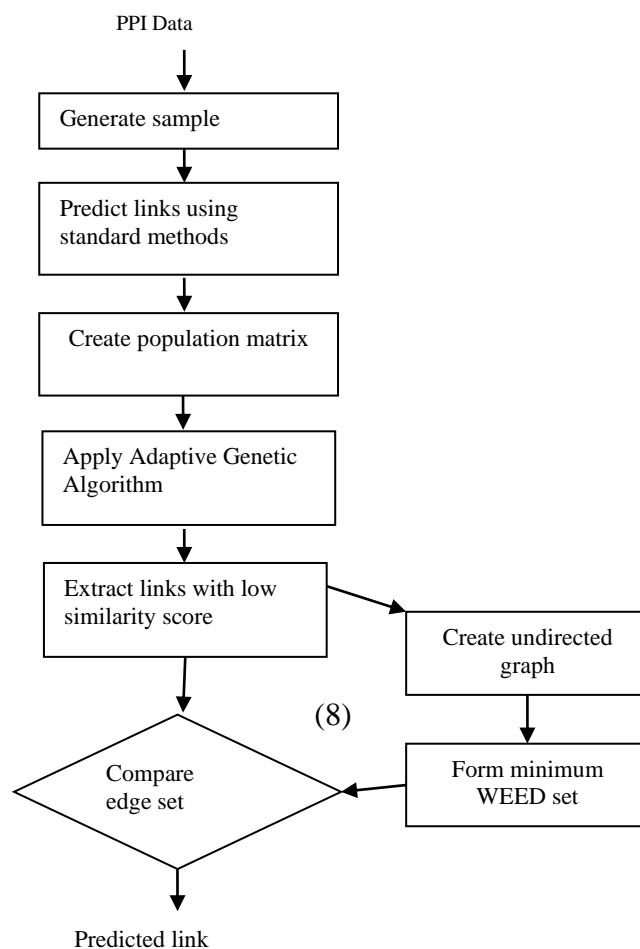 PPI Data
Generate sample
Predict links using
standard methods
Create population matrix
Apply Adaptive Genetic
Algorithm
Extract links with low
similarity score
Create undirected
graph
(8)
Form minimum
WEED set
Compare
edge set
Predicted link